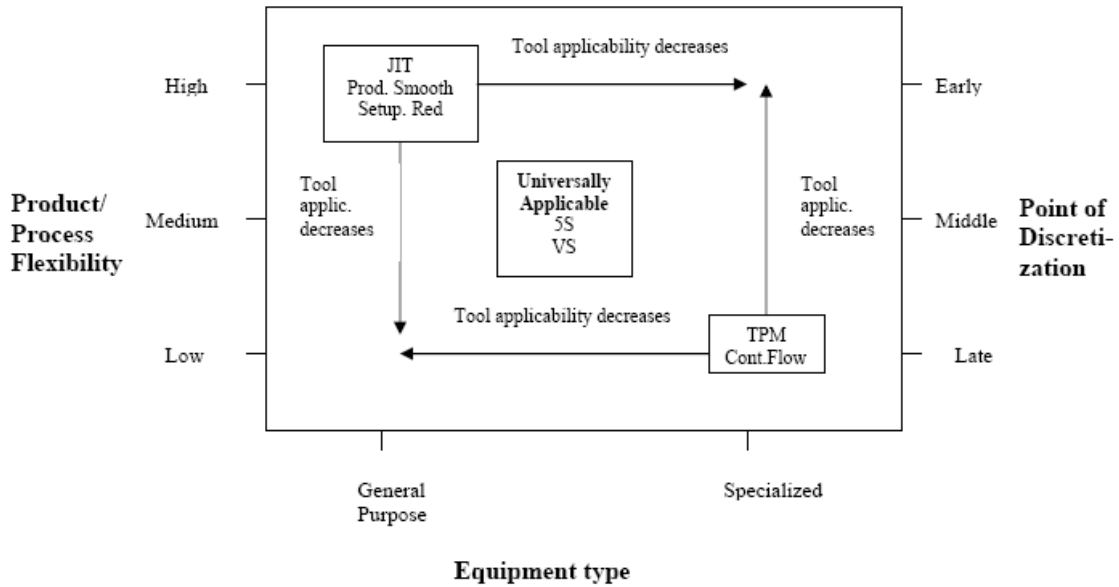 Tool applicability decreases
JIT
Prod. Smooth
Setup. Red
High
Early
Universally
Applicable
5S
VS
Tool
applic.
decreases
Tool
applic.
decreases
Product/
Process
Flexibility
Medium
Middle
Point of
Discreti-
zation
Tool applicability decreases
TPM
Cont.Flow
Low
Late
General
Purpose
Specialized
Equipment type